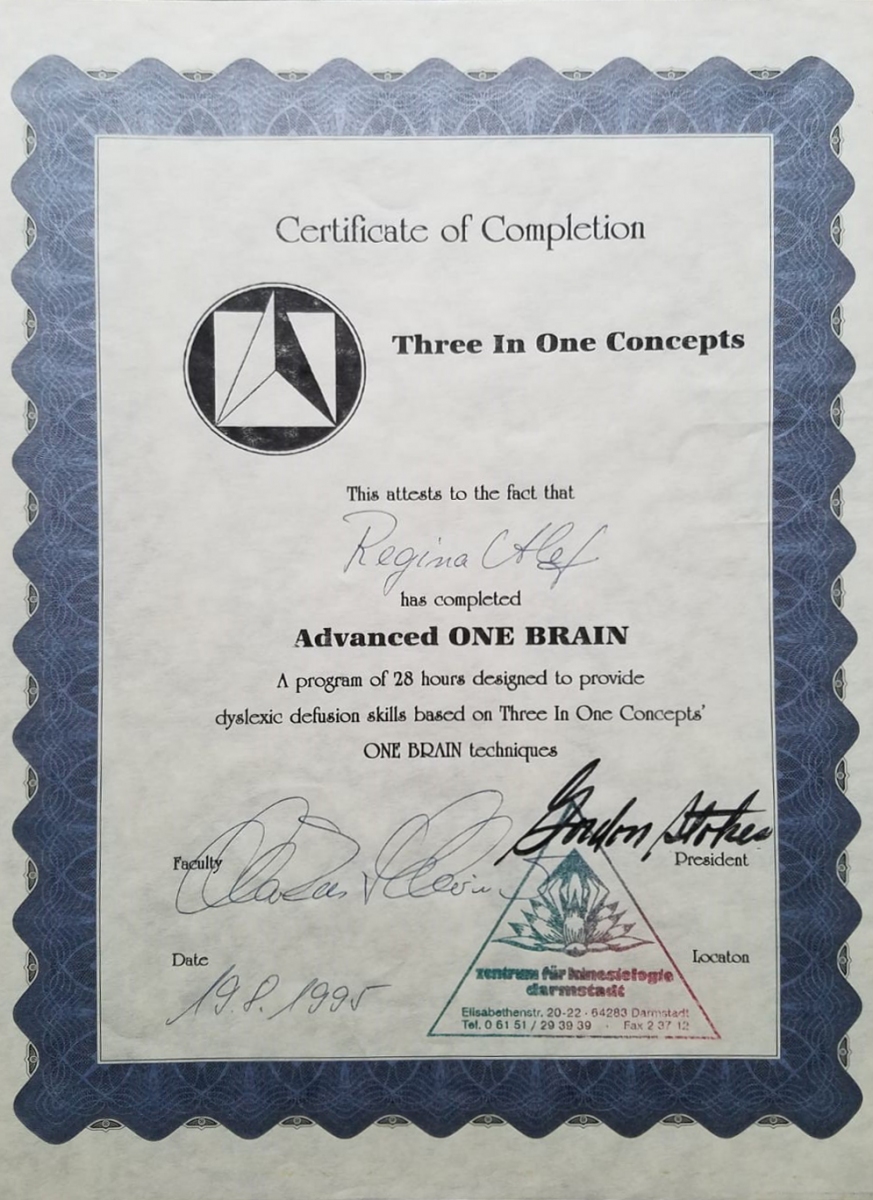 Certificate of Completion
Three In One Concepts
This attests to the fact that
Regina Alef
has completed
Advanced ONE BRAIN
A program of 28 hours designed to provide
dyslexic defusion skills based on Three In One Concepts'
ONE BRAIN techniques
Gordon Stokes
Faculty
President
Date
Locaton
19.8.1995
zentrum für kinesiologie
darmstadt
Elisabethenstr. 20-22 · 64283 Darmstadt
Tel. 0 61 51 / 29 39 39 · Fax 2 37 12